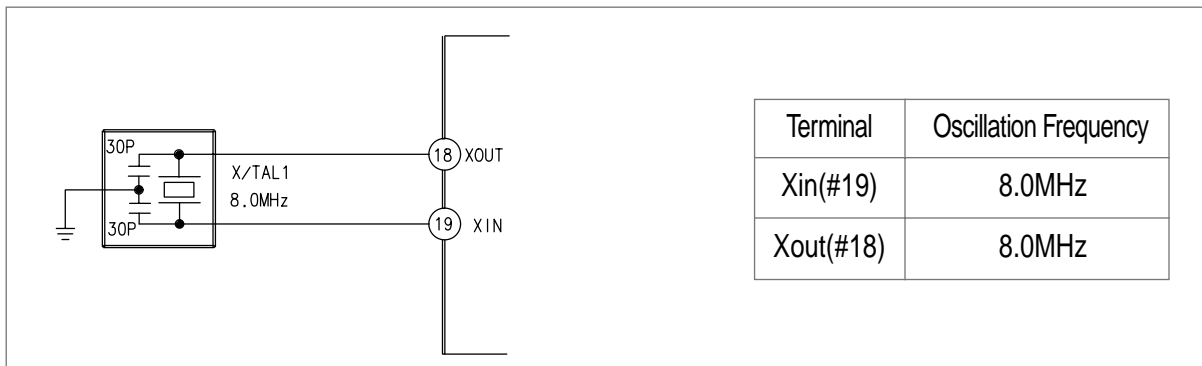 30P
X/TAL1
8.0MHz
30P
18 XOUT
19 XIN
Terminal Oscillation Frequency
Xin(#19) 8.0MHz
Xout(#18) 8.0MHz